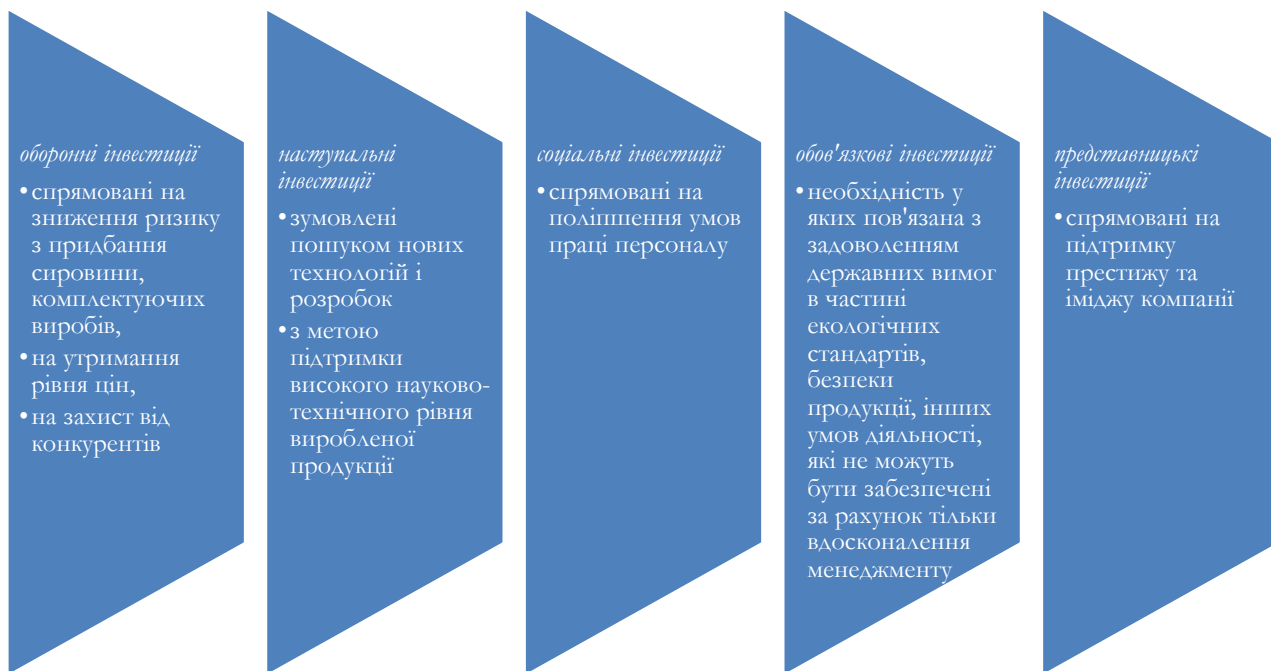 оборонні інвестиції
•спрямовані на
зниження ризику
з придбання
сировини,
комплектуючих
виробів,
•на утримання
рівня цін,
•на захист від
конкурентів
наступальні
інвестиції
•зумовлені
пошуком нових
технологій і
розробок
•з метою
підтримки
високого науково-
технічного рівня
виробленої
продукції
соціальні інвестиції
•спрямовані на
поліпшення умов
праці персоналу
обов'язкові інвестиції
•необхідність у
яких пов'язана з
задоволенням
державних вимог
в частині
екологічних
стандартів,
безпеки
продукції, інших
умов діяльності,
які не можуть
бути забезпечені
за рахунок тільки
вдосконалення
менеджменту
представницькі
інвестиції
•спрямовані на
підтримку
престижу та
іміджу компанії